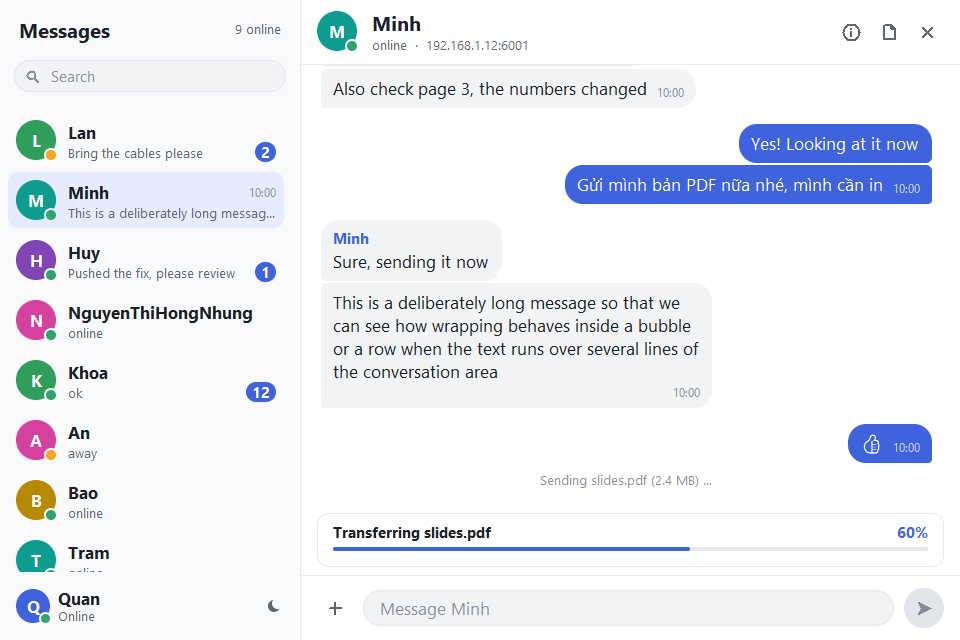 Messages
9 online
Search
L
Lan
Bring the cables please
2
M
Minh
10:00
This is a deliberately long messag...
H
Huy
Pushed the fix, please review
1
N
NguyenThiHongNhung
online
K
Khoa
ok
12
A
An
away
B
Bao
online
T
Tram
online
Q
Quan
Online
M
Minh
online · 192.168.1.12:6001
Also check page 3, the numbers changed 10:00
Yes! Looking at it now
Gửi mình bản PDF nữa nhé, mình cần in 10:00
Minh
Sure, sending it now
This is a deliberately long message so that we
can see how wrapping behaves inside a bubble
or a row when the text runs over several lines of
the conversation area
10:00
10:00
Sending slides.pdf (2.4 MB) ...
Transferring slides.pdf
60%
Message Minh